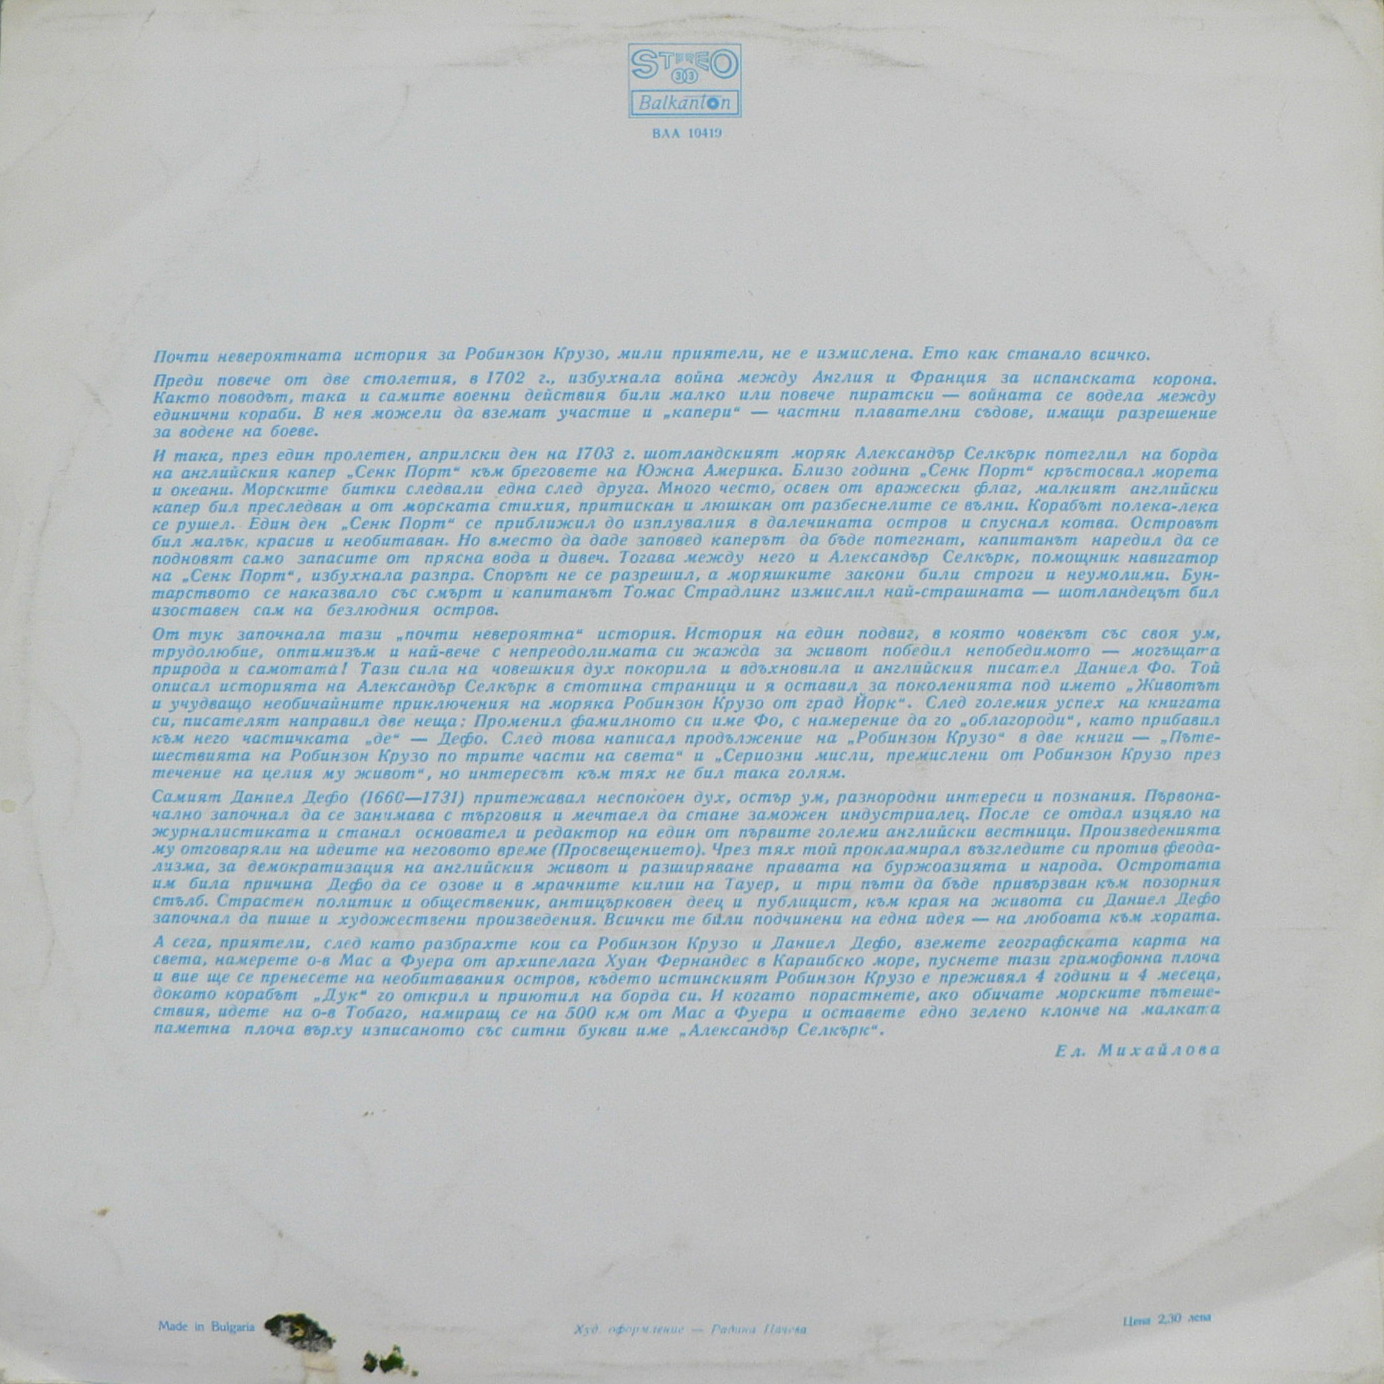 STEREO
33
Balkanton
ВАА 10419
Почти невероятната история за Робинзон Крузо, мили приятели, не е измислена. Ето как станало всичко.
Преди повече от две столетия, в 1702 г., избухнала война между Англия и Франция за испанската корона.
Както поводът, така и самите военни действия били малко или повече пиратски — войната се водела между
единични кораби. В нея можели да вземат участие и „капери“ — частни плавателни съдове, имащи разрешение
за водене на боеве.
И така, през един пролетен, априлски ден на 1703 г. шотландският моряк Александър Селкърк потеглил на борда
на английския капер „Сенк Порт“ към бреговете на Южна Америка. Близо година „Сенк Порт“ кръстосвал морета
и океани. Морските битки следвали една след друга. Много често, освен от вражески флаг, малкият английски
капер бил преследван и от морската стихия, притискан и люшкан от разбеснелите се вълни. Корабът полека-лека
се рушел. Един ден „Сенк Порт“ се приближил до изплувалия в далечината остров и спуснал котва. Островът
бил малък, красив и необитаван. Но вместо да даде заповед каперът да бъде потегнат, капитанът наредил да се
подновят само запасите от прясна вода и дивеч. Тогава между него и Александър Селкърк, помощник навигатор
на „Сенк Порт“, избухнала разпра. Спорът не се разрешил, а моряшките закони били строги и неумолими. Бун-
тарството се наказвало със смърт и капитанът Томас Страдлинг измислил най-страшната — шотландецът бил
изоставен сам на безлюдния остров.
От тук започнала тази „почти невероятна“ история. История на един подвиг, в която човекът със своя ум,
трудолюбие, оптимизъм и най-вече с непреодолимата си жажда за живот победил непобедимото — могъщата
природа и самотата! Тази сила на човешкия дух покорила и вдъхновила и английския писател Даниел Фо. Той
описал историята на Александър Селкърк в стотина страници и я оставил за поколенията под името „Животът
и учудващо необичайните приключения на моряка Робинзон Крузо от град Йорк“. След големия успех на книгата
си, писателят направил две неща: Променил фамилното си име Фо, с намерение да го „облагороди“, като прибавил
към него частичката „де“ — Дефо. След това написал продължение на „Робинзон Крузо“ в две книги — „Пъте-
шествията на Робинзон Крузо по трите части на света“ и „Сериозни мисли, премислени от Робинзон Крузо през
течение на целия му живот“, но интересът към тях не бил така голям.
Самият Даниел Дефо (1660—1731) притежавал неспокоен дух, остър ум, разнородни интереси и познания. Първона-
чално започнал да се занимава с търговия и мечтаел да стане заможен индустриалец. После се отдал изцяло на
журналистиката и станал основател и редактор на един от първите големи английски вестници. Произведенията
му отговаряли на идеите на неговото време (Просвещението). Чрез тях той прокламирал възгледите си против феода-
лизма, за демократизация на английския живот и разширяване правата на буржоазията и народа. Остротата
им била причина Дефо да се озове и в мрачните килии на Тауер, и три пъти да бъде привързван към позорния
стълб. Страстен политик и общественик, антицърковен деец и публицист, към края на живота си Даниел Дефо
започнал да пише и художествени произведения. Всички те били подчинени на една идея — на любовта към хората.
А сега, приятели, след като разбрахте кои са Робинзон Крузо и Даниел Дефо, вземете географската карта на
света, намерете о-в Мас а Фуера от архипелага Хуан Фернандес в Караибско море, пуснете тази грамофонна плоча
и вие ще се пренесете на необитавания остров, където истинският Робинзон Крузо е преживял 4 години и 4 месеца,
докато корабът „Дук“ го открил и приютил на борда си. И когато порастнете, ако обичате морските пътеше-
ствия, идете на о-в Тобаго, намиращ се на 500 км от Мас а Фуера и оставете едно зелено клонче на малката
паметна плоча върху изписаното със ситни букви име „Александър Селкърк“.
Ел. Михайлова
Made in Bulgaria
Худ. оформление — Радина Пачева
Цена 2,30 лева